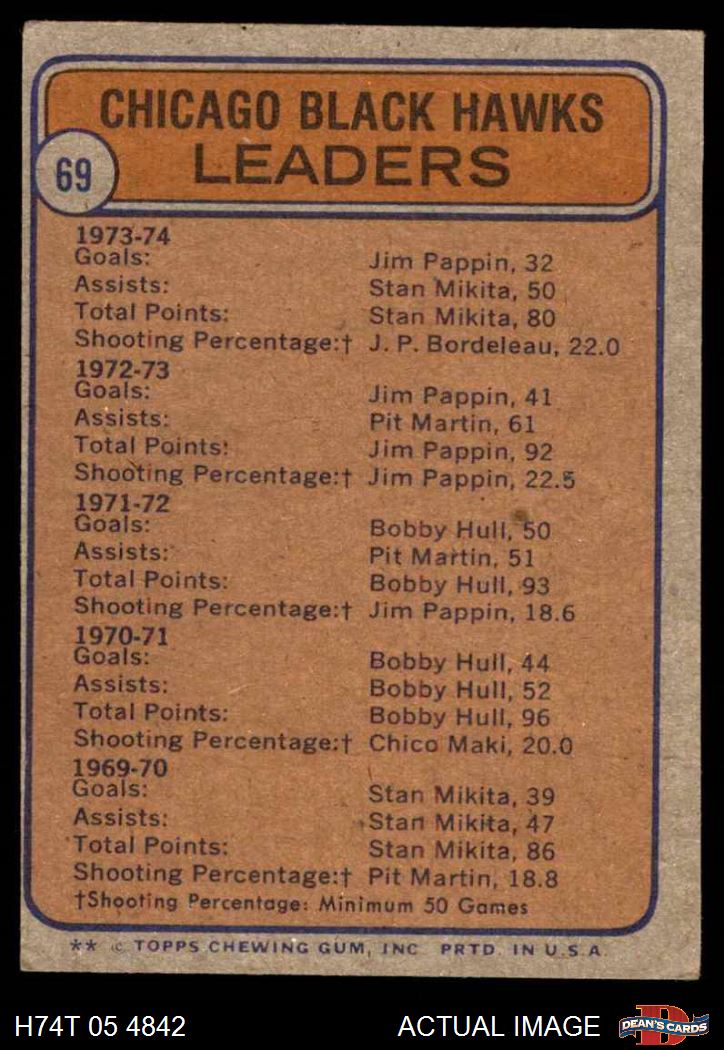 CHICAGO BLACK HAWKS
LEADERS
69
1973-74
Goals: Jim Pappin, 32
Assists: Stan Mikita, 50
Total Points: Stan Mikita, 80
Shooting Percentage:† J. P. Bordeleau, 22.0
1972-73
Goals: Jim Pappin, 41
Assists: Pit Martin, 61
Total Points: Jim Pappin, 92
Shooting Percentage:† Jim Pappin, 22.5
1971-72
Goals: Bobby Hull, 50
Assists: Pit Martin, 51
Total Points: Bobby Hull, 93
Shooting Percentage:† Jim Pappin, 18.6
1970-71
Goals: Bobby Hull, 44
Assists: Bobby Hull, 52
Total Points: Bobby Hull, 96
Shooting Percentage:† Chico Maki, 20.0
1969-70
Goals: Stan Mikita, 39
Assists: Stan Mikita, 47
Total Points: Stan Mikita, 86
Shooting Percentage:† Pit Martin, 18.8
†Shooting Percentage: Minimum 50 Games
** © TOPPS CHEWING GUM, INC. PRTD. IN U.S.A.
H74T 05 4842 ACTUAL IMAGE D DEAN'S CARDS